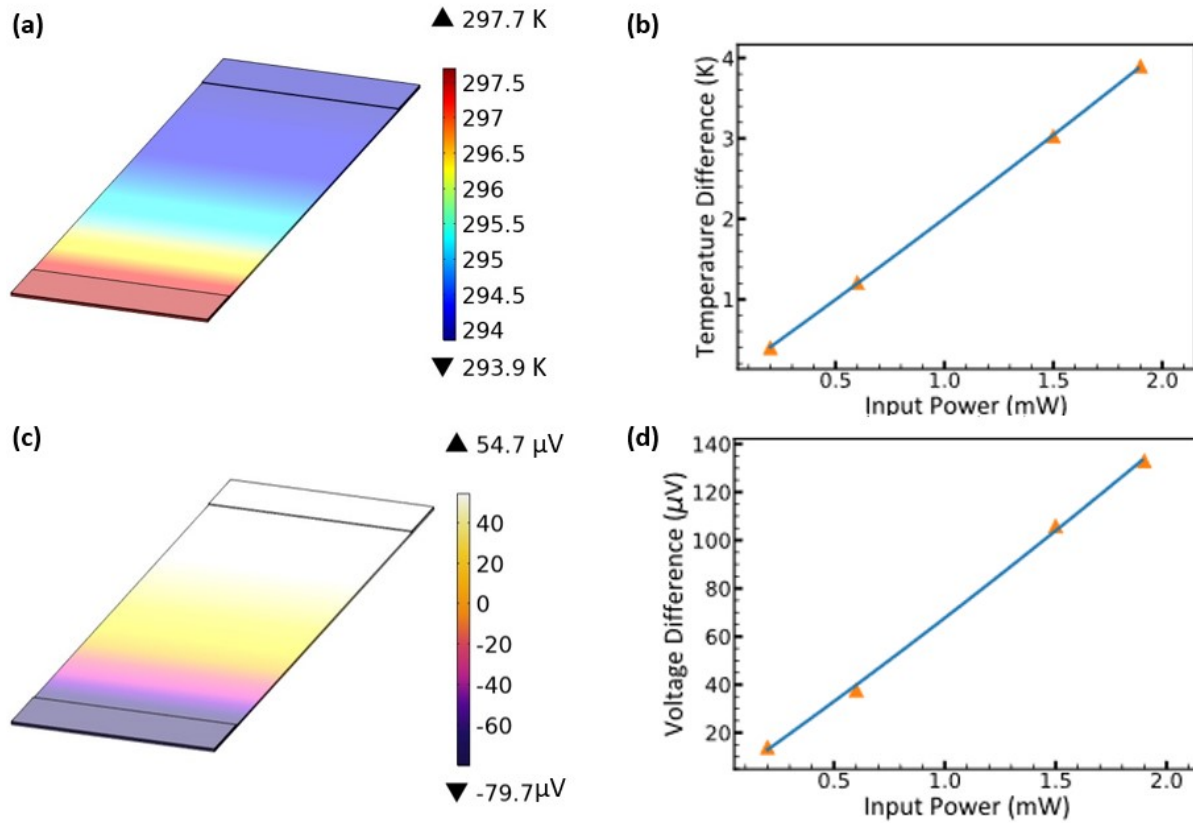 (a)
297.7 K
297.5
297
296.5
296
295.5
295
294.5
294
293.9 K
(b)
Temperature Difference (K)
4
3
2
1
0.5 1.0 1.5 2.0
Input Power (mW)
(c)
54.7 µV
40
20
0
-20
-40
-60
-79.7µV
(d)
Voltage Difference (µV)
140
120
100
80
60
40
20
0.5 1.0 1.5 2.0
Input Power (mW)